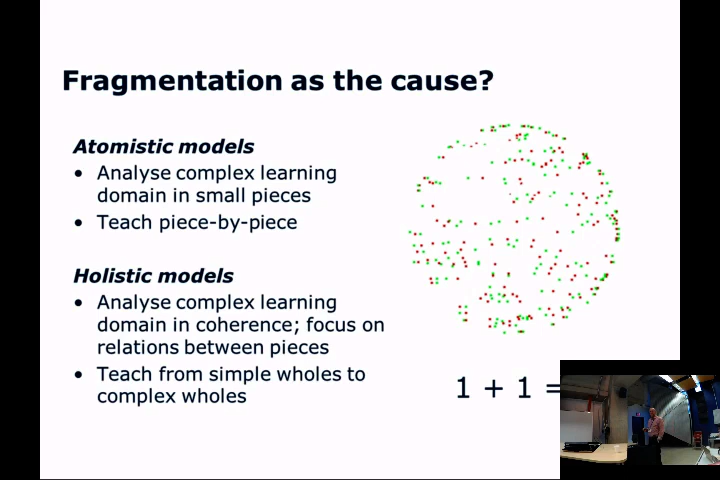 Fragmentation as the cause?
Atomistic models
• Analyse complex learning
domain in small pieces
• Teach piece-by-piece
Holistic models
• Analyse complex learning
domain in coherence; focus on
relations between pieces
• Teach from simple wholes to
complex wholes
1 + 1 =